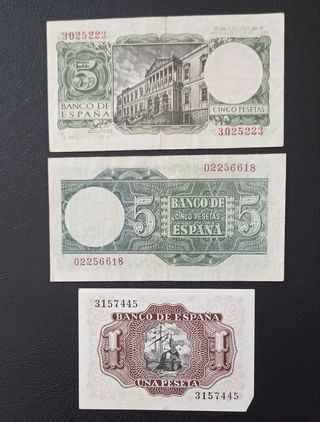 3025223
5
BANCO DE
ESPAÑA
CINCO PESETAS
3025223
02256618
5 BANCO DE 5
CINCO PESETAS
ESPAÑA
02256618
3157445
BANCO DE ESPAÑA
1 1
UNA PESETA
3157445